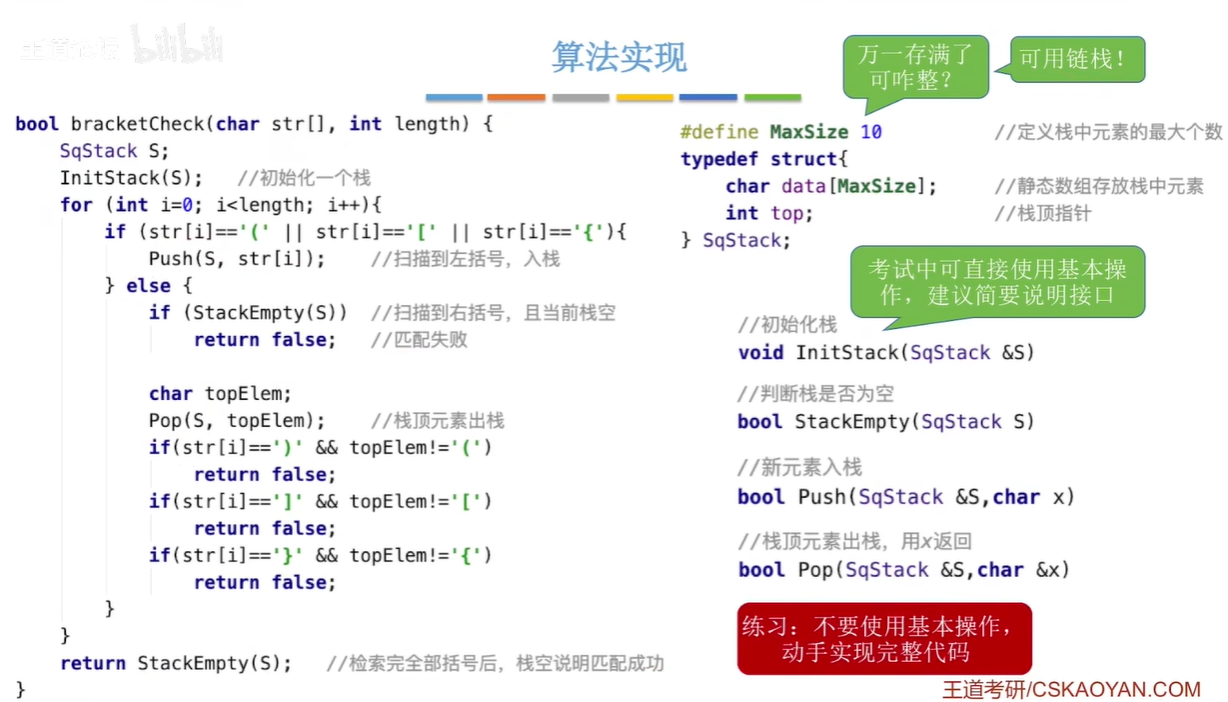 bilibili
算法实现
bool bracketCheck(char str[], int length) {
SqStack S;
InitStack(S); //初始化一个栈
for (int i=0; i<length; i++){
if (str[i]=='(' || str[i]=='[' || str[i]=='{'){
Push(S, str[i]); //扫描到左括号，入栈
} else {
if (StackEmpty(S)) //扫描到右括号，且当前栈空
return false; //匹配失败
char topElem;
Pop(S, topElem); //栈顶元素出栈
if(str[i]==')' && topElem!='(')
return false;
if(str[i]==']' && topElem!='[')
return false;
if(str[i]=='}' && topElem!='{')
return false;
}
}
return StackEmpty(S); //检索完全部括号后，栈空说明匹配成功
}
万一存满了
可咋整？
可用链栈！
#define MaxSize 10 //定义栈中元素的最大个数
typedef struct{
char data[MaxSize]; //静态数组存放栈中元素
int top; //栈顶指针
} SqStack;
考试中可直接使用基本操
作，建议简要说明接口
//初始化栈
void InitStack(SqStack &S)
//判断栈是否为空
bool StackEmpty(SqStack S)
//新元素入栈
bool Push(SqStack &S,char x)
//栈顶元素出栈，用x返回
bool Pop(SqStack &S,char &x)
练习：不要使用基本操作，
动手实现完整代码
王道考研/CSKAOYAN.COM